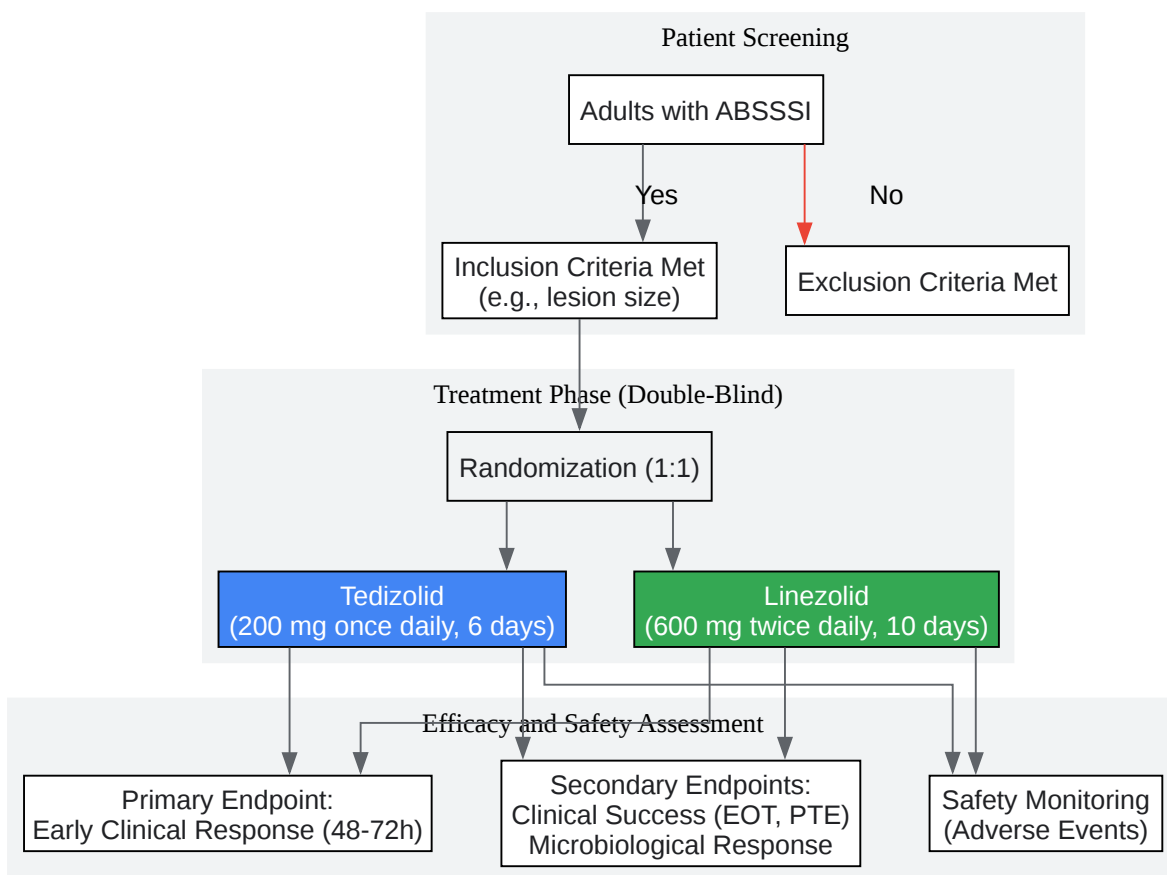 Patient Screening
Adults with ABSSSI
Yes
No
Inclusion Criteria Met
(e.g., lesion size)
Exclusion Criteria Met
Treatment Phase (Double-Blind)
Randomization (1:1)
Tedizolid
(200 mg once daily, 6 days)
Linezolid
(600 mg twice daily, 10 days)
Efficacy and Safety Assessment
Primary Endpoint:
Early Clinical Response (48-72h)
Secondary Endpoints:
Clinical Success (EOT, PTE)
Microbiological Response
Safety Monitoring
(Adverse Events)